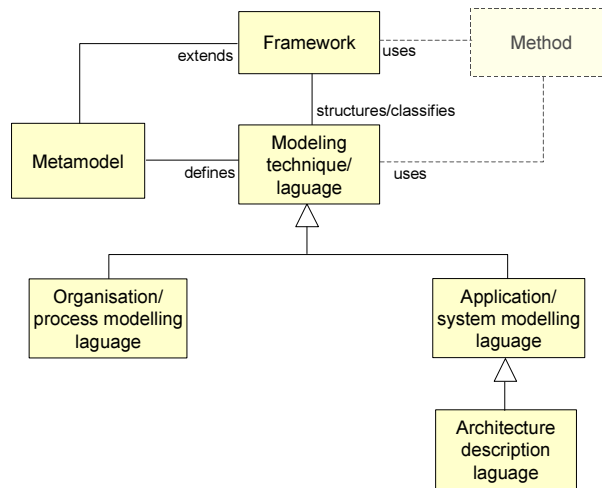 Framework
Method
extends
uses
structures/classifies
Metamodel
defines
Modeling
technique/
laguage
uses
Organisation/
process modelling
laguage
Application/
system modelling
laguage
Architecture
description
laguage